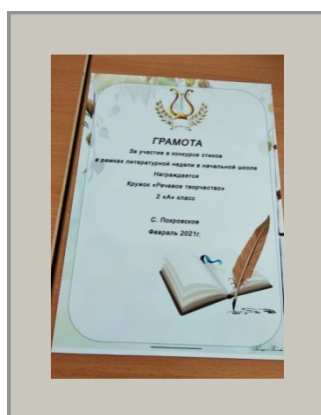 ГРАМОТА
За участие в конкурсе стихов
в рамках литературной недели в начальной школе
Награждается
Кружок «Речевое творчество»
2 «А» класс
С. Покровское
Февраль 2021г.